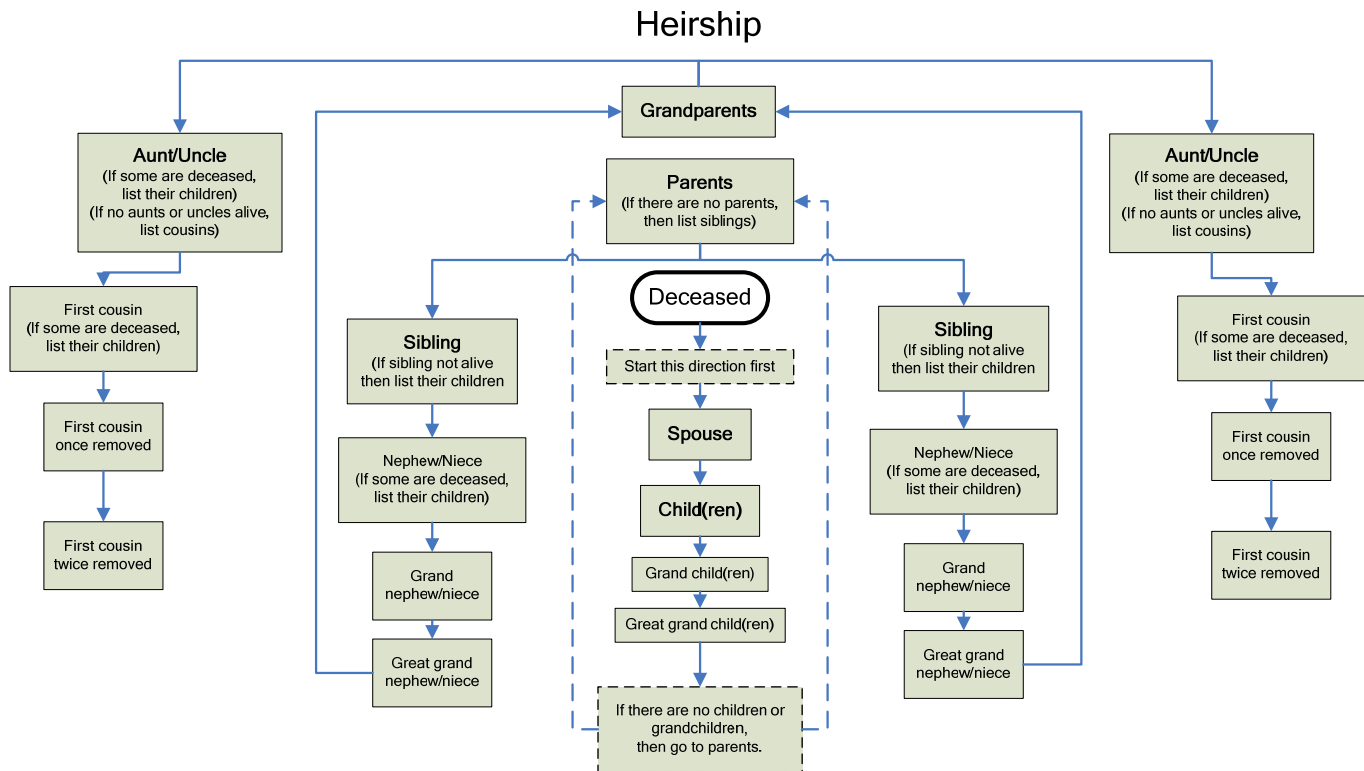 Heirship
Grandparents
Aunt/Uncle
(If some are deceased,
list their children)
(If no aunts or uncles alive,
list cousins)
First cousin
(If some are deceased,
list their children)
First cousin
once removed
First cousin
twice removed
Parents
(If there are no parents,
then list siblings)
Sibling
(If sibling not alive
then list their children
Nephew/Niece
(If some are deceased,
list their children)
Grand
nephew/niece
Great grand
nephew/niece
Deceased
Start this direction first
Spouse
Child(ren)
Grand child(ren)
Great grand child(ren)
If there are no children or
grandchildren,
then go to parents.
Sibling
(If sibling not alive
then list their children
Nephew/Niece
(If some are deceased,
list their children)
Grand
nephew/niece
Great grand
nephew/niece
Aunt/Uncle
(If some are deceased,
list their children)
(If no aunts or uncles alive,
list cousins)
First cousin
(If some are deceased,
list their children)
First cousin
once removed
First cousin
twice removed